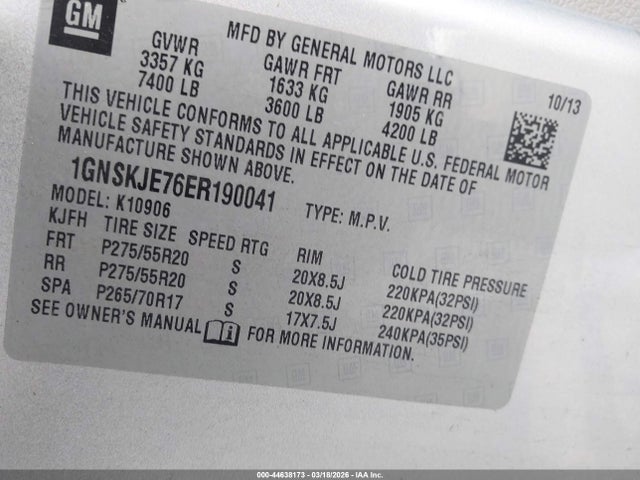 GM
MFD BY GENERAL MOTORS LLC
10/13
GVWR GAWR FRT GAWR RR
3357 KG 1633 KG 1905 KG
7400 LB 3600 LB 4200 LB
THIS VEHICLE CONFORMS TO ALL APPLICABLE U.S. FEDERAL MOTOR
VEHICLE SAFETY STANDARDS IN EFFECT ON THE DATE OF
MANUFACTURE SHOWN ABOVE.
1GNSKJE76ER190041 TYPE: M.P.V.
MODEL: K10906
KJFH TIRE SIZE SPEED RTG RIM COLD TIRE PRESSURE
FRT P275/55R20 S 20X8.5J 220KPA(32PSI)
RR P275/55R20 S 20X8.5J 220KPA(32PSI)
SPA P265/70R17 S 17X7.5J 240KPA(35PSI)
SEE OWNER'S MANUAL FOR MORE INFORMATION.
000-44638173 - 03/18/2026 - IAA Inc.